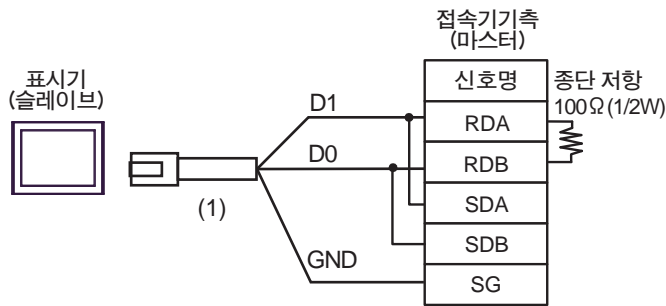 접속기기측
(마스터)
표시기
(슬레이브)
신호명
종단 저항
100Ω(1/2W)
D1
RDA
D0
RDB
(1)
SDA
SDB
GND
SG